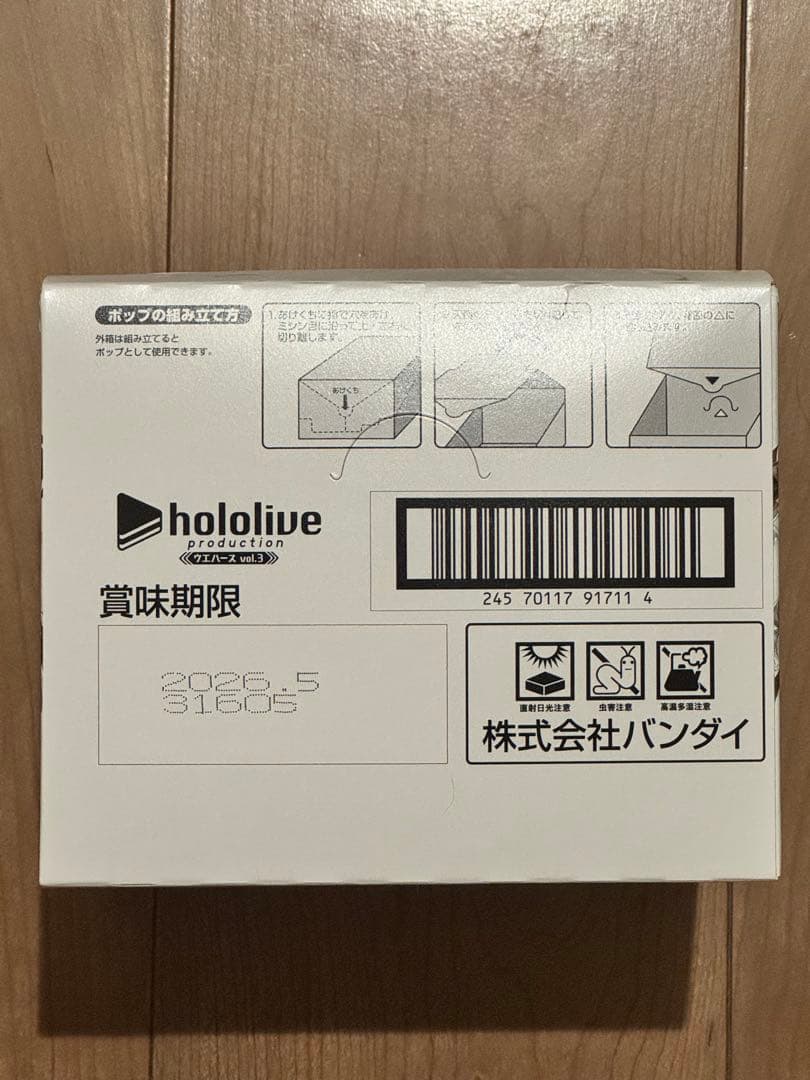 ポップの組み立て方
外箱は組み立てると
ポップとして使用できます。
1.あけくちに指で穴をあけ
ミシン目に沿って上
切り離します。
の△に
あけくち
hololive
production
ウエハース vol.3
賞味期限
245 70117 91711 4
2026.5
31605
直射日光注意
虫害注意
高温多湿注意
株式会社バンダイ